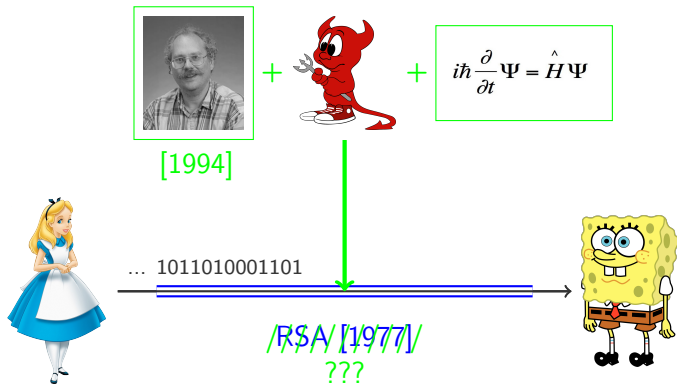 + + iħ ∂/∂t Ψ = Ĥ Ψ
[1994]
... 1011010001101
RSA [1977]
???